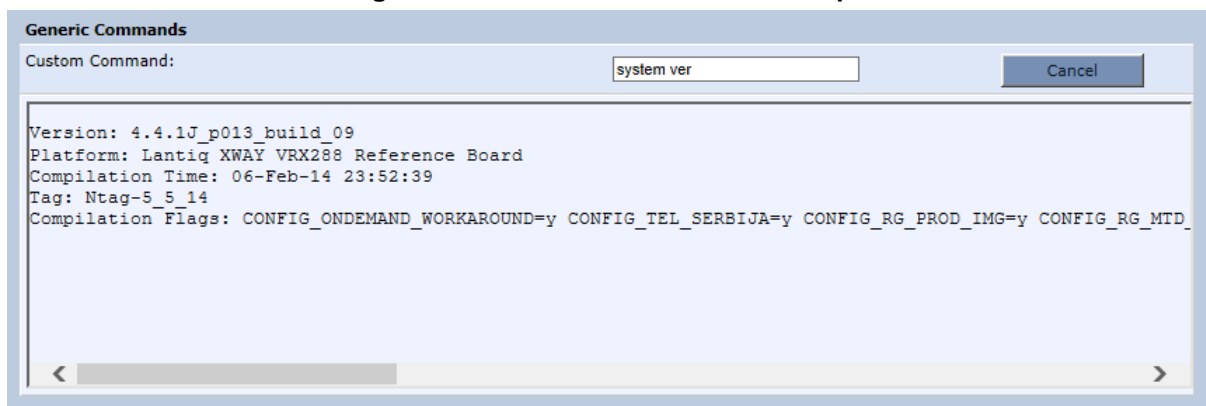 Generic Commands
Custom Command:
system ver
Cancel
Version: 4.4.1J_p013_build_09
Platform: Lantiq XWAY VRX288 Reference Board
Compilation Time: 06-Feb-14 23:52:39
Tag: Ntag-5_5_14
Compilation Flags: CONFIG_ONDEMAND_WORKAROUND=y CONFIG_TEL_SERBIJA=y CONFIG_RG_PROD_IMG=y CONFIG_RG_MTD_